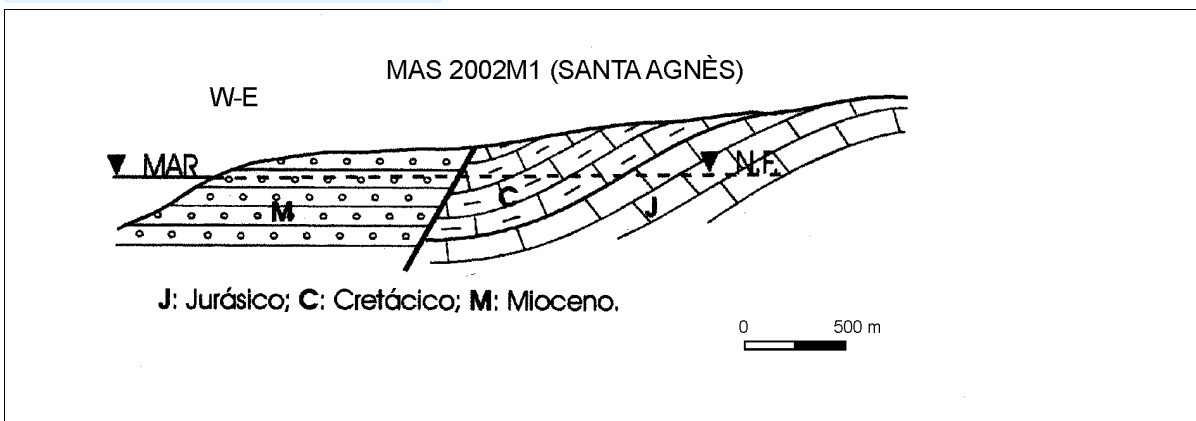 MAS 2002M1 (SANTA AGNÈS)
W-E
MAR
N.F.
C
M
J
J: Jurásico; C: Cretácico; M: Mioceno.
0 500 m